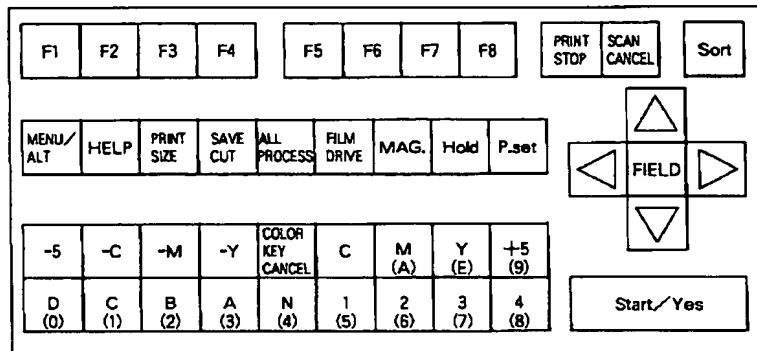 F1 F2 F3 F4 F5 F6 F7 F8 PRINT STOP SCAN CANCEL Sort
MENU/ALT HELP PRINT SIZE SAVE CUT ALL PROCESS FILM DRIVE MAG. Hold P.set
FIELD
-5 -C -M -Y COLOR KEY CANCEL C M (A) Y (E) +5 (9)
D (0) C (1) B (2) A (3) N (4) 1 (5) 2 (6) 3 (7) 4 (8)
Start/Yes